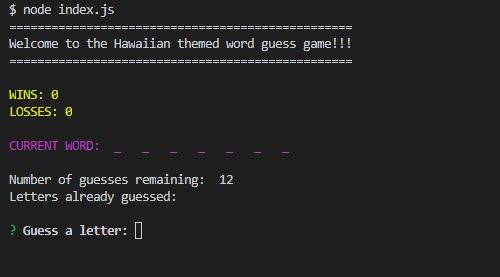 $ node index.js
=================================================
Welcome to the Hawaiian themed word guess game!!!
=================================================
WINS: 0
LOSSES: 0
CURRENT WORD: _ _ _ _ _ _ _
Number of guesses remaining: 12
Letters already guessed:
? Guess a letter: